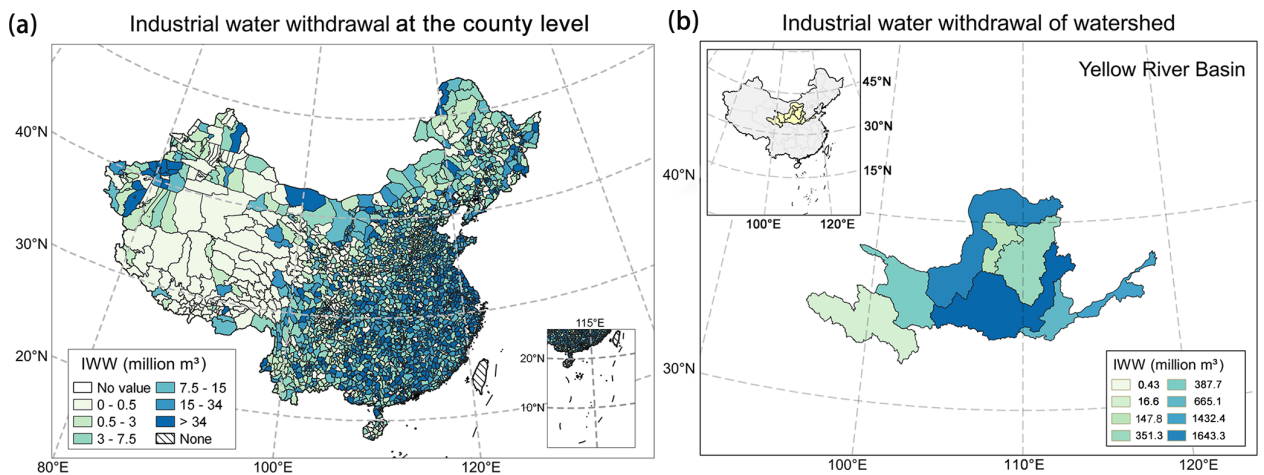 (a)
Industrial water withdrawal at the county level
40°N
30°N
20°N
80°E
100°E
120°E
IWW (million m³)
No value
0 - 0.5
0.5 - 3
3 - 7.5
7.5 - 15
15 - 34
> 34
None
115°E
20°N
10°N
(b)
Industrial water withdrawal of watershed
Yellow River Basin
45°N
30°N
15°N
100°E
120°E
40°N
30°N
100°E
110°E
120°E
IWW (million m³)
0.43
16.6
147.8
351.3
387.7
665.1
1432.4
1643.3